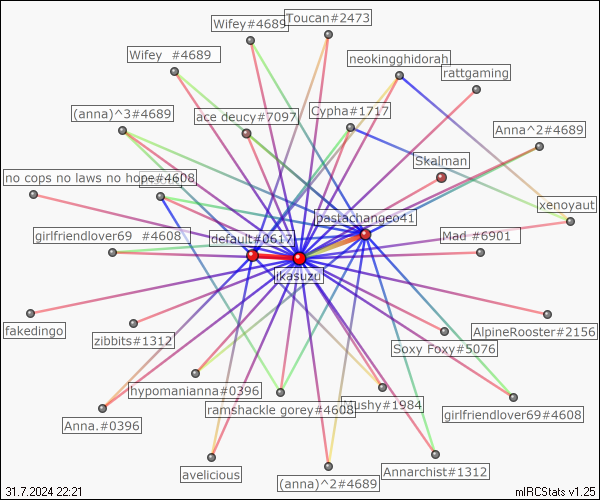 Toucan#2473
Wifey#4689
Wifey  #4689
neokingghidorah
rattgaming
(anna)^3#4689
ace deucy#7097
Cypha#1717
Anna^2#4689
Skalman
no cops no laws no hope#4608
xenoyaut
pastachangeo41
girlfriendlover69  #4608
default#0617
Mad #6901
ikasuzu
fakedingo
zibbits#1312
AlpineRooster#2156
Soxy Foxy#5076
hypomanianna#0396
ramshackle gorey#4608
girlfriendlover69#4608
Anna.#0396
avelicious
(anna)^2#4689
Annarchist#1312
31.7.2024 22:21
mIRCStats v1.25